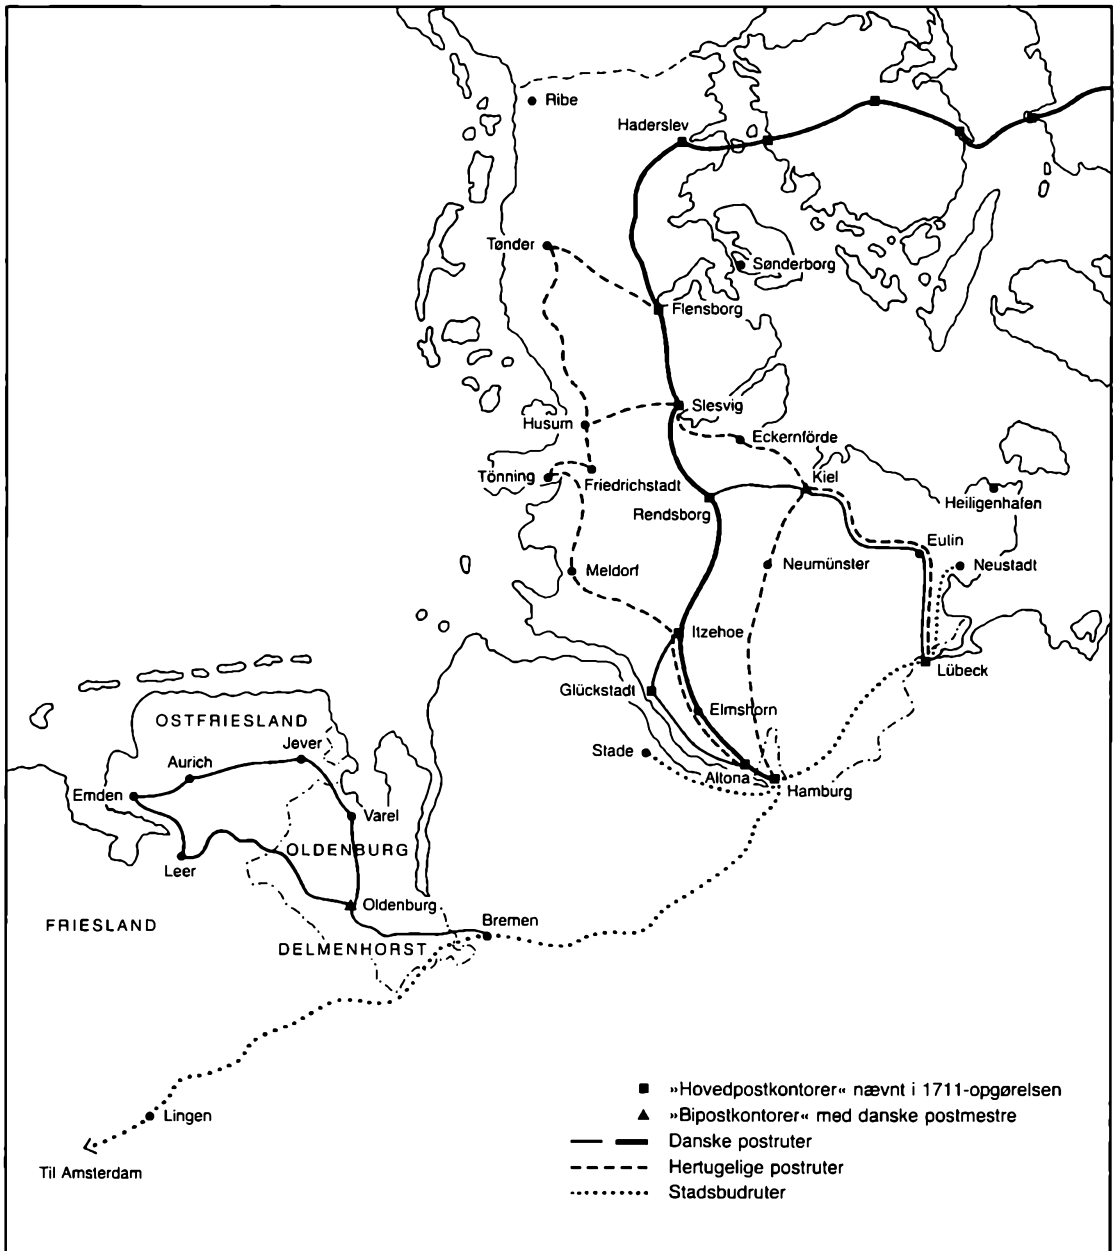 Ribe
Haderslev
Tønder
Sønderborg
Flensborg
Slesvig
Husum
Eckernförde
Tönning
Friedrichstadt
Kiel
Rendsborg
Heiligenhafen
Eulin
Neumünster
Neustadt
Meldorf
Itzehoe
Lübeck
Glückstadt
Elmshorn
OSTFRIESLAND
Jever
Stade
Aurich
Altona
Hamburg
Emden
Varel
OLDENBURG
Leer
Oldenburg
FRIESLAND
Bremen
DELMENHORST
Lingen
Til Amsterdam
»Hovedpostkontorer« nævnt i 1711-opgørelsen
»Bipostkontorer« med danske postmestre
Danske postruter
Hertugelige postruter
Stadsbudruter